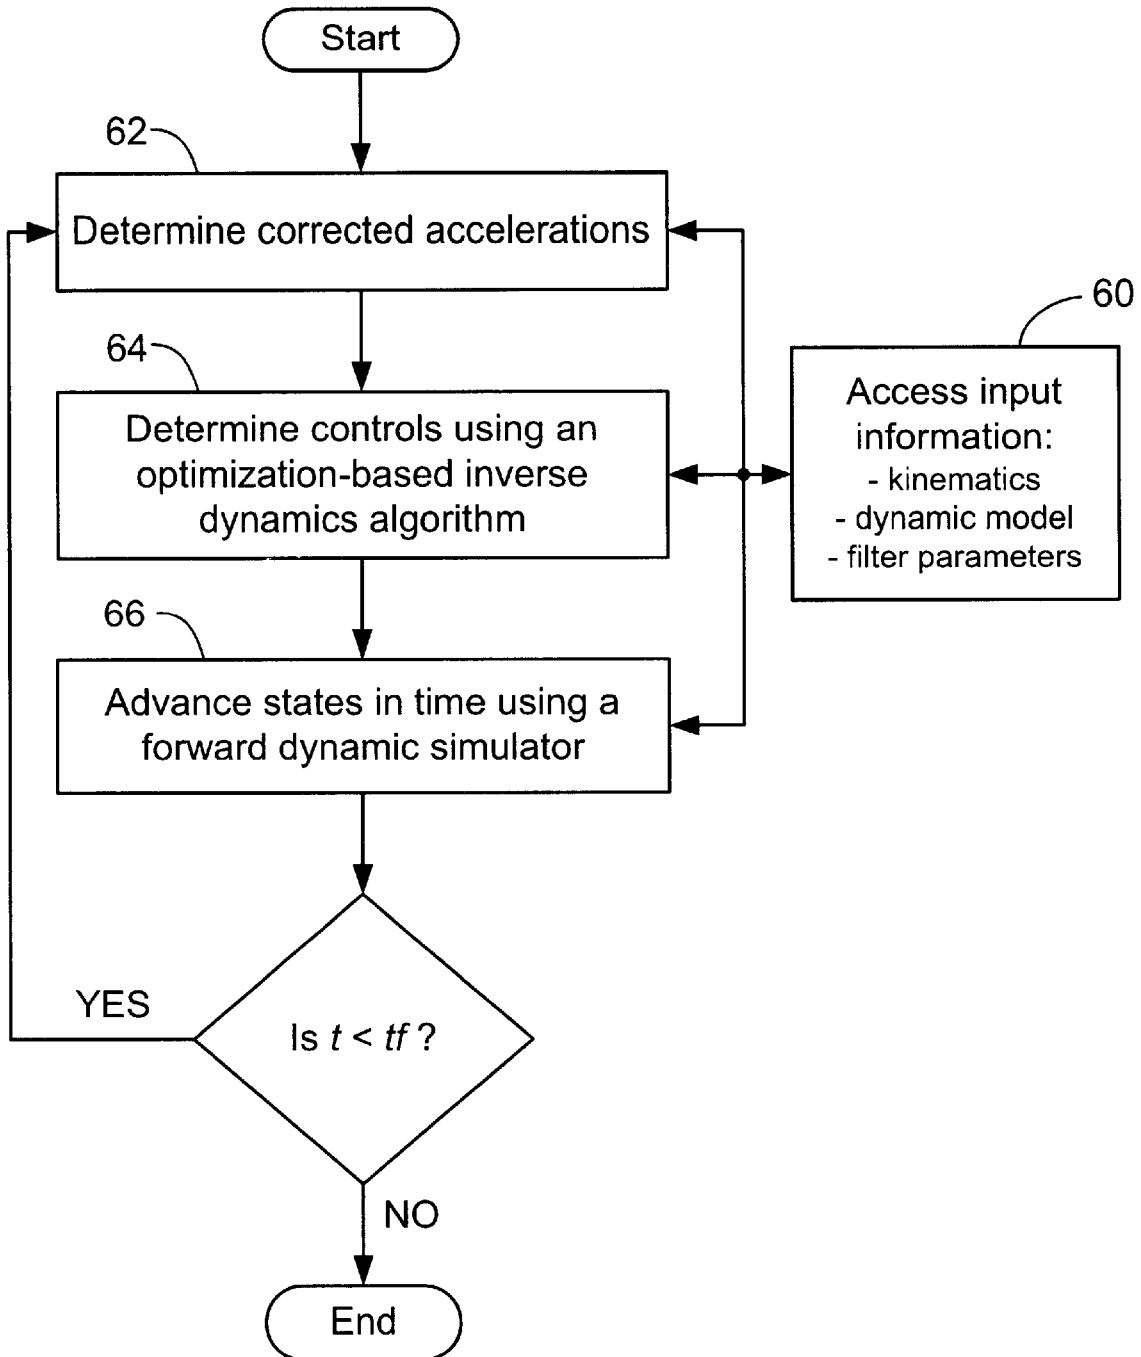 Start
62
Determine corrected accelerations
60
64
Access input
information:
- kinematics
- dynamic model
- filter parameters
Determine controls using an
optimization-based inverse
dynamics algorithm
66
Advance states in time using a
forward dynamic simulator
YES
Is t < tf ?
NO
End